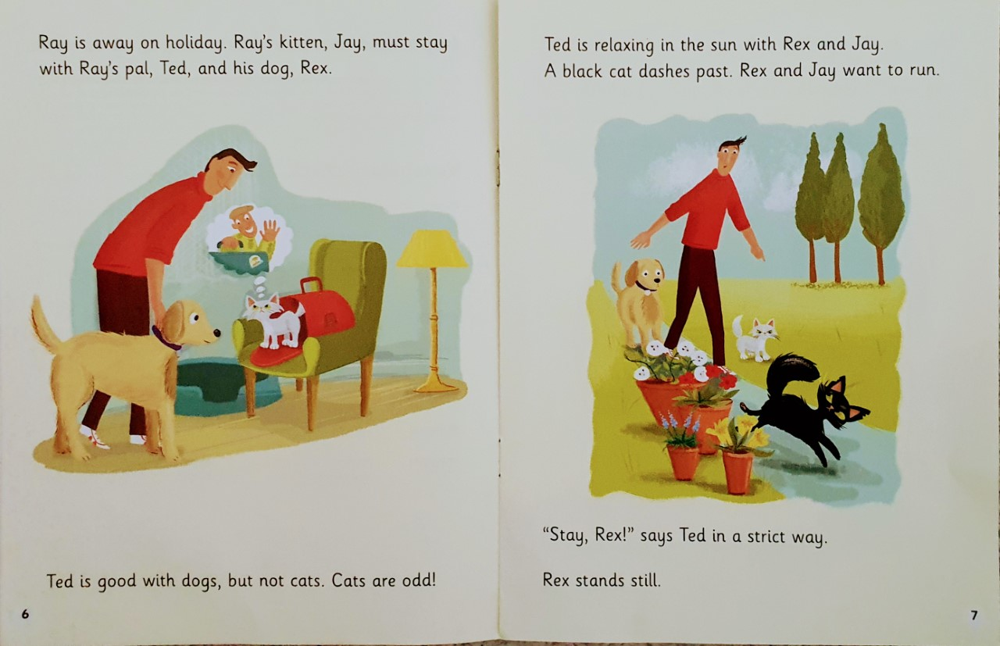 Ray is away on holiday. Ray's kitten, Jay, must stay
with Ray's pal, Ted, and his dog, Rex.
Ted is good with dogs, but not cats. Cats are odd!
6
Ted is relaxing in the sun with Rex and Jay.
A black cat dashes past. Rex and Jay want to run.
“Stay, Rex!” says Ted in a strict way.
Rex stands still.
7